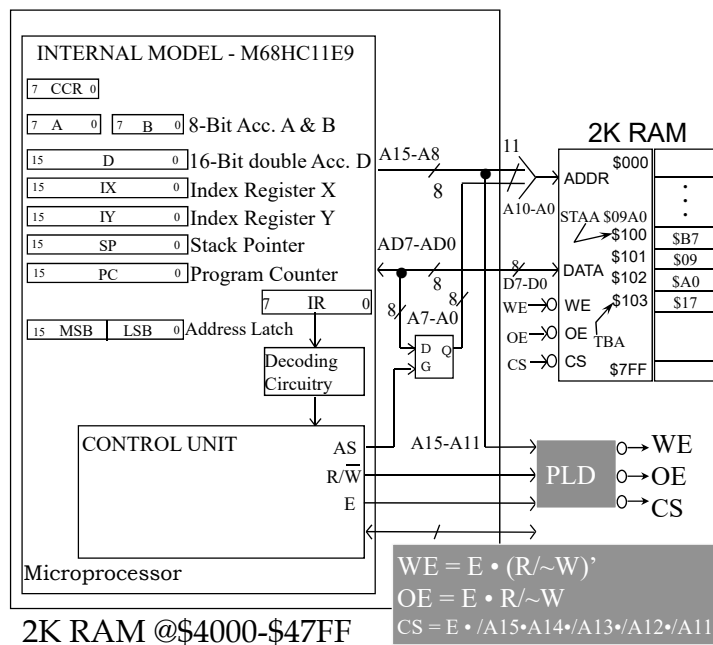 INTERNAL MODEL - M68HC11E9
7 CCR 0
7 A 0 7 B 0 8-Bit Acc. A & B
15 D 0 16-Bit double Acc. D
15 IX 0 Index Register X
15 IY 0 Index Register Y
15 SP 0 Stack Pointer
15 PC 0 Program Counter
7 IR 0
15 MSB LSB 0 Address Latch
Decoding
Circuitry
CONTROL UNIT
AS
R/W̅
E
Microprocessor
A15-A8
8
AD7-AD0
8
8
A7-A0
8
D Q
G
A15-A11
11
A10-A0
8
D7-D0
WE
OE
CS
2K RAM
ADDR
DATA
WE
OE
CS
$000
STAA $09A0
$100
$101
$102
$103
TBA
$7FF
$B7
$09
$A0
$17
PLD
WE
OE
CS
WE = E • (R/~W)’
OE = E • R/~W
CS = E • /A15•A14•/A13•/A12•/A11
2K RAM @$4000-$47FF